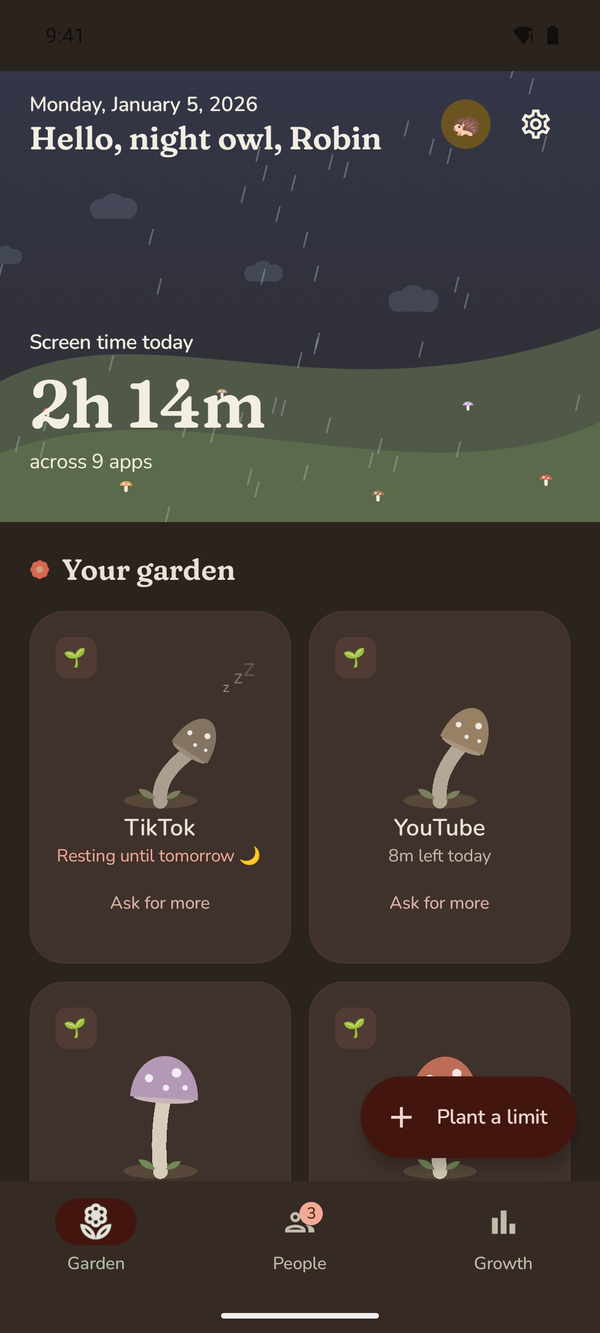 9:41
Monday, January 5, 2026
Hello, night owl, Robin
Screen time today
2h 14m
across 9 apps
Your garden
z z Z
TikTok
Resting until tomorrow 🌙
Ask for more
YouTube
8m left today
Ask for more
Plant a limit
Garden
3
People
Growth